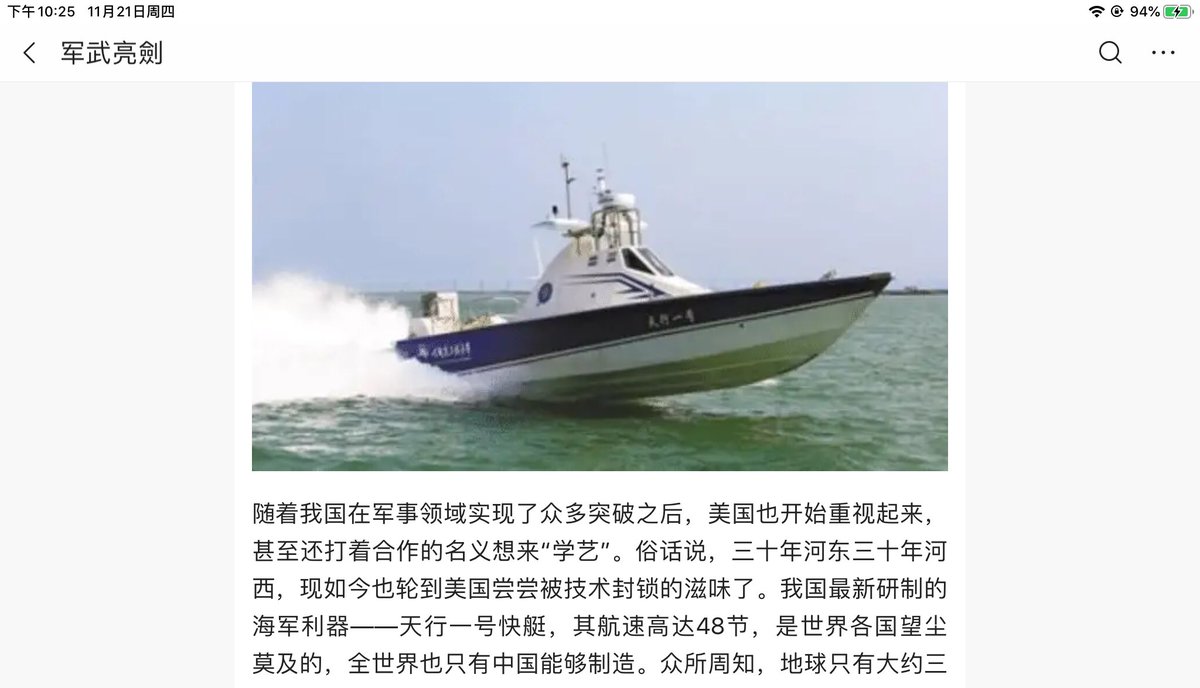 下午10:25 11月21日周四
94%
军武亮劍
天行一号
随着我国在军事领域实现了众多突破之后，美国也开始重视起来，
甚至还打着合作的名义想来“学艺”。俗话说，三十年河东三十年河
西，现如今也轮到美国尝尝被技术封锁的滋味了。我国最新研制的
海军利器——天行一号快艇，其航速高达48节，是世界各国望尘
莫及的，全世界也只有中国能够制造。众所周知，地球只有大约三